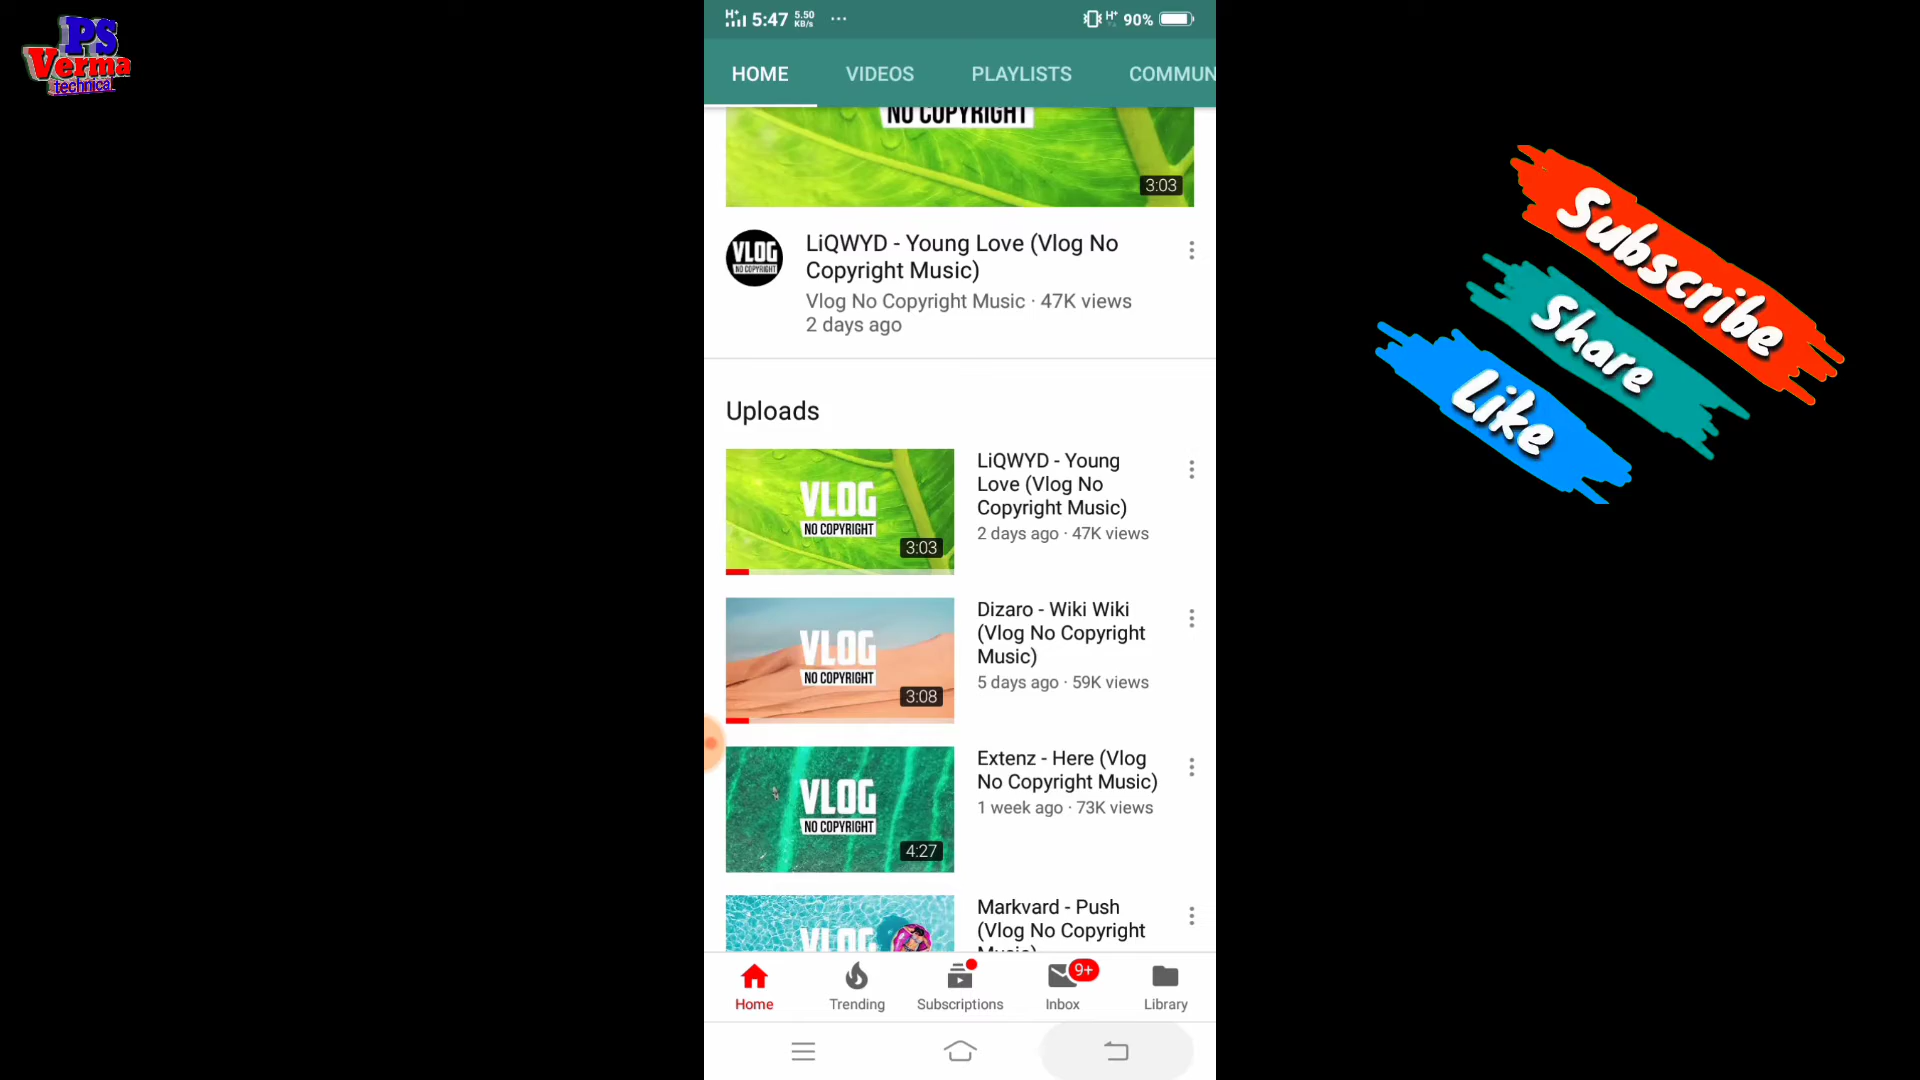 PS
Verma
technical
H+ 5:47 5.50 KB/s ...
H+ 90%
HOME VIDEOS PLAYLISTS COMMUN
NO COPYRIGHT
3:03
VLOG
NO COPYRIGHT
LiQWYD - Young Love (Vlog No
Copyright Music)
Vlog No Copyright Music · 47K views
2 days ago
Uploads
VLOG
NO COPYRIGHT
3:03
LiQWYD - Young
Love (Vlog No
Copyright Music)
2 days ago · 47K views
VLOG
NO COPYRIGHT
3:08
Dizaro - Wiki Wiki
(Vlog No Copyright
Music)
5 days ago · 59K views
VLOG
NO COPYRIGHT
4:27
Extenz - Here (Vlog
No Copyright Music)
1 week ago · 73K views
VLOG
Markvard - Push
(Vlog No Copyright
Music)
9+
Home Trending Subscriptions Inbox Library
Subscribe
Share
Like